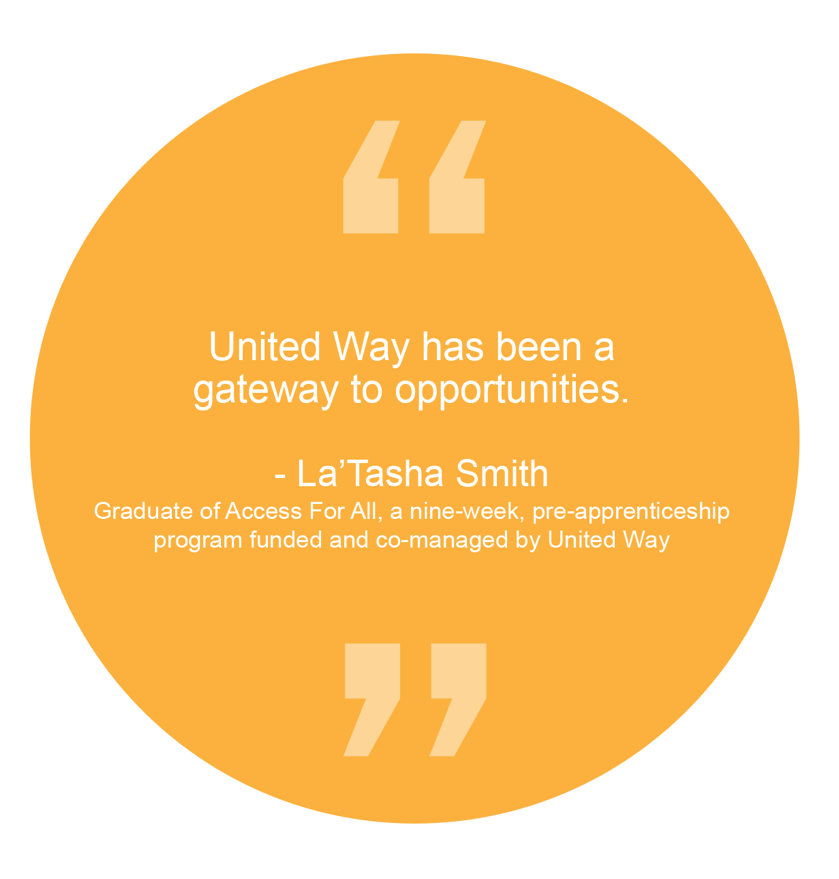 “
United Way has been a
gateway to opportunities.
- La’Tasha Smith
Graduate of Access For All, a nine-week, pre-apprenticeship
program funded and co-managed by United Way
”